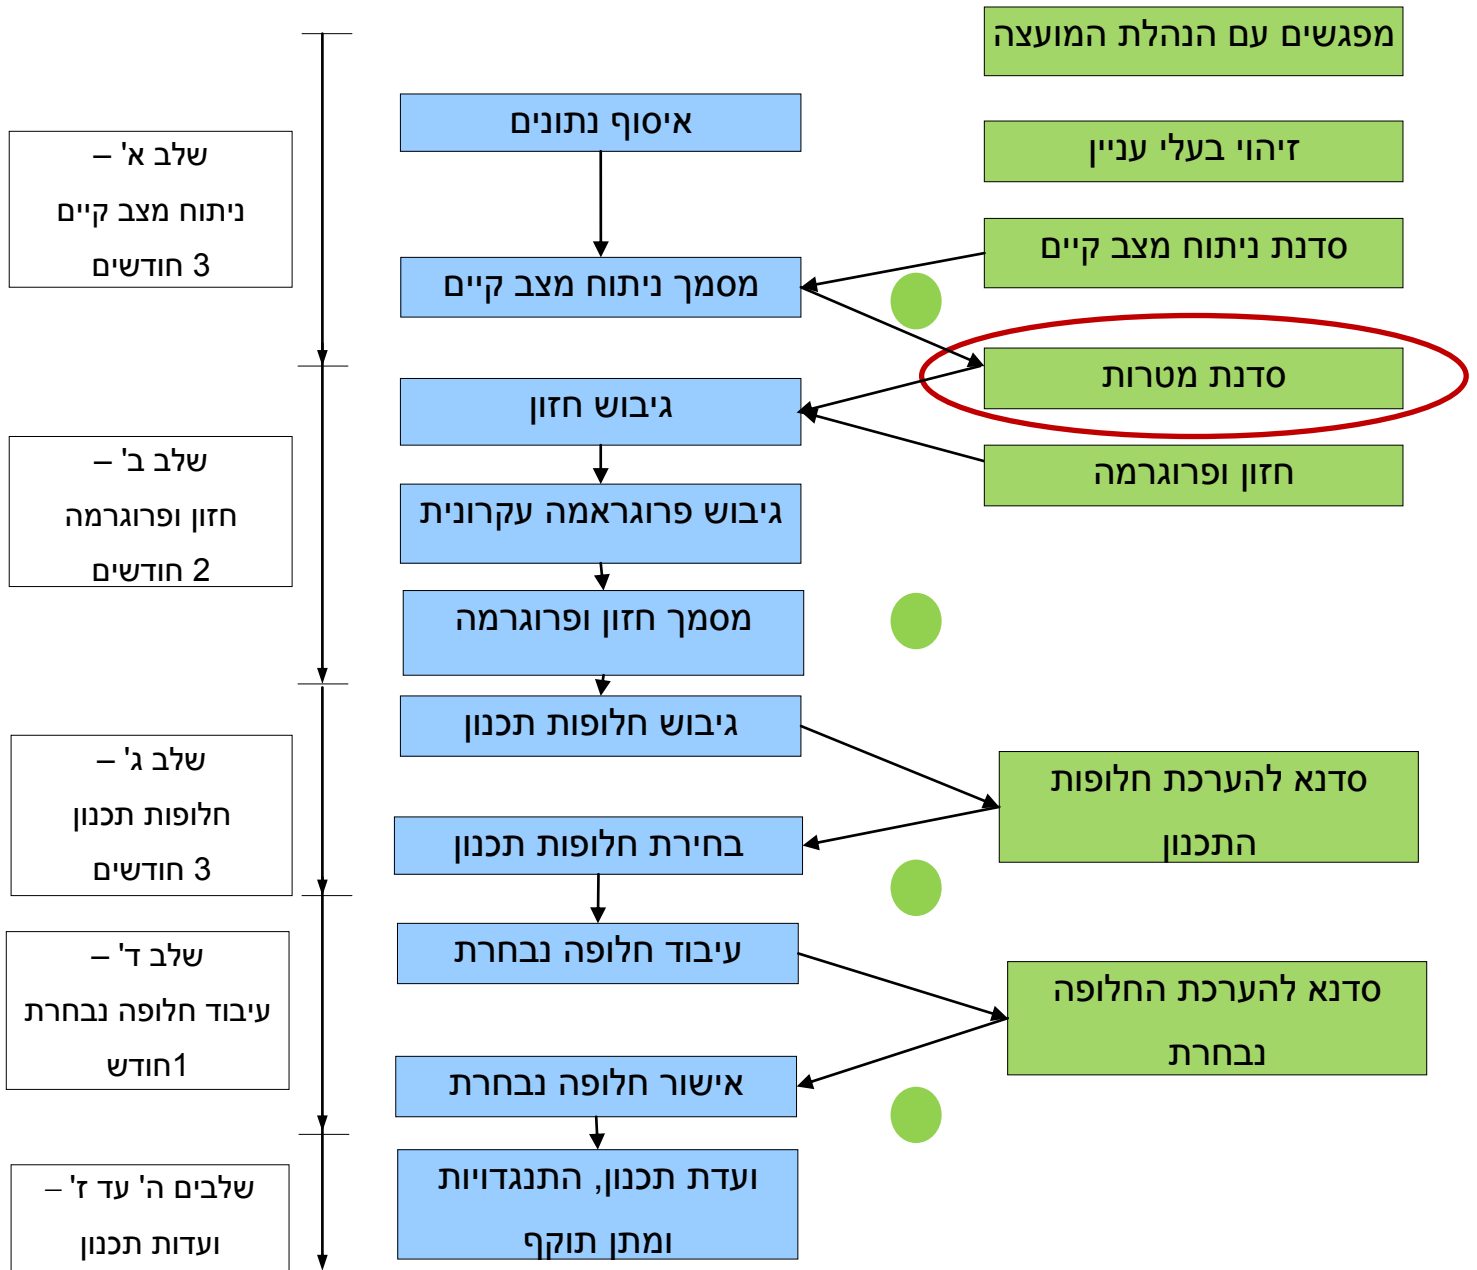 מפגשים עם הנהלת המועצה
זיהוי בעלי עניין
סדנת ניתוח מצב קיים
סדנת מטרות
חזון ופרוגרמה
סדנא להערכת חלופות
התכנון
סדנא להערכת החלופה
נבחרת
איסוף נתונים
מסמך ניתוח מצב קיים
גיבוש חזון
גיבוש פרוגראמה עקרונית
מסמך חזון ופרוגרמה
גיבוש חלופות תכנון
בחירת חלופות תכנון
עיבוד חלופה נבחרת
אישור חלופה נבחרת
ועדת תכנון, התנגדויות
ומתן תוקף
שלב א' –
ניתוח מצב קיים
3 חודשים
שלב ב' –
חזון ופרוגרמה
2 חודשים
שלב ג' –
חלופות תכנון
3 חודשים
שלב ד' –
עיבוד חלופה נבחרת
1חודש
שלבים ה' עד ז' –
ועדות תכנון